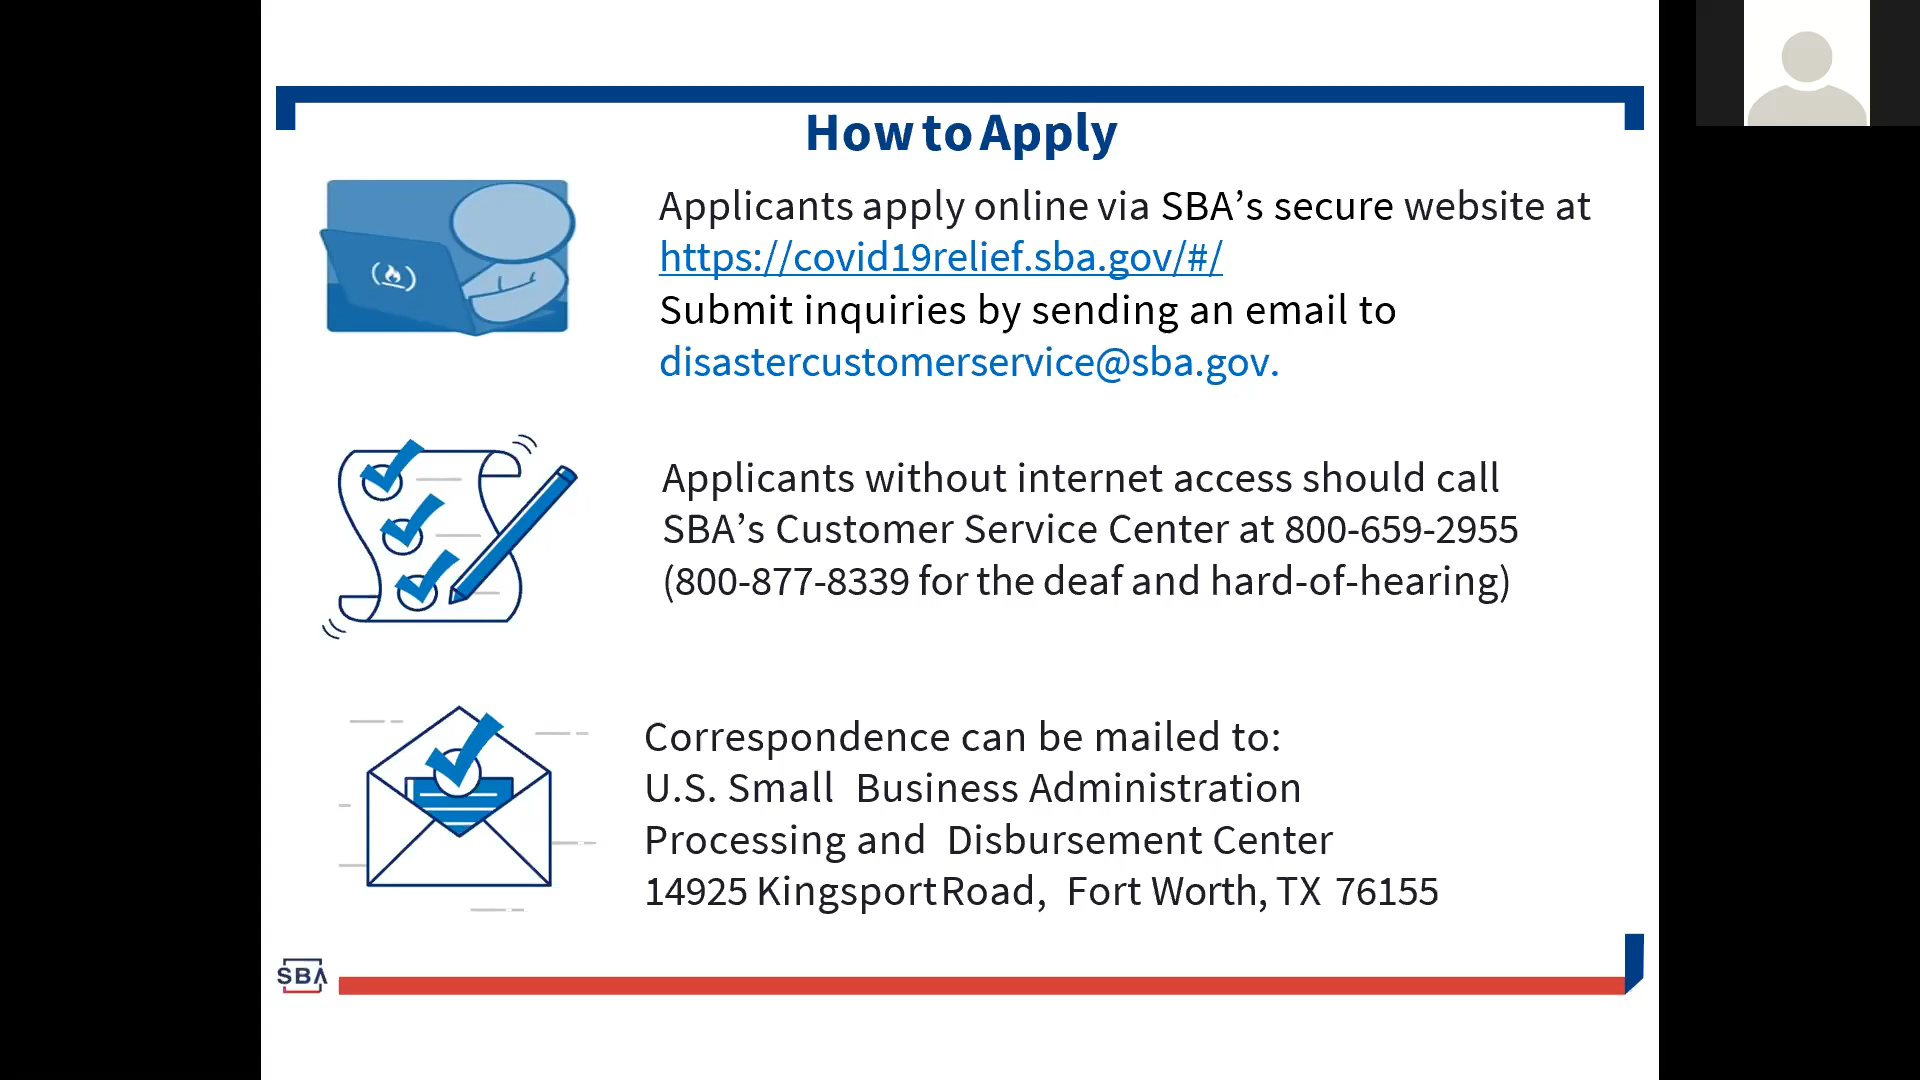 How to Apply
Applicants apply online via SBA’s secure website at
https://covid19relief.sba.gov/#/
Submit inquiries by sending an email to
disastercustomerservice@sba.gov.
Applicants without internet access should call
SBA’s Customer Service Center at 800-659-2955
(800-877-8339 for the deaf and hard-of-hearing)
Correspondence can be mailed to:
U.S. Small Business Administration
Processing and Disbursement Center
14925 Kingsport Road, Fort Worth, TX 76155
SBA